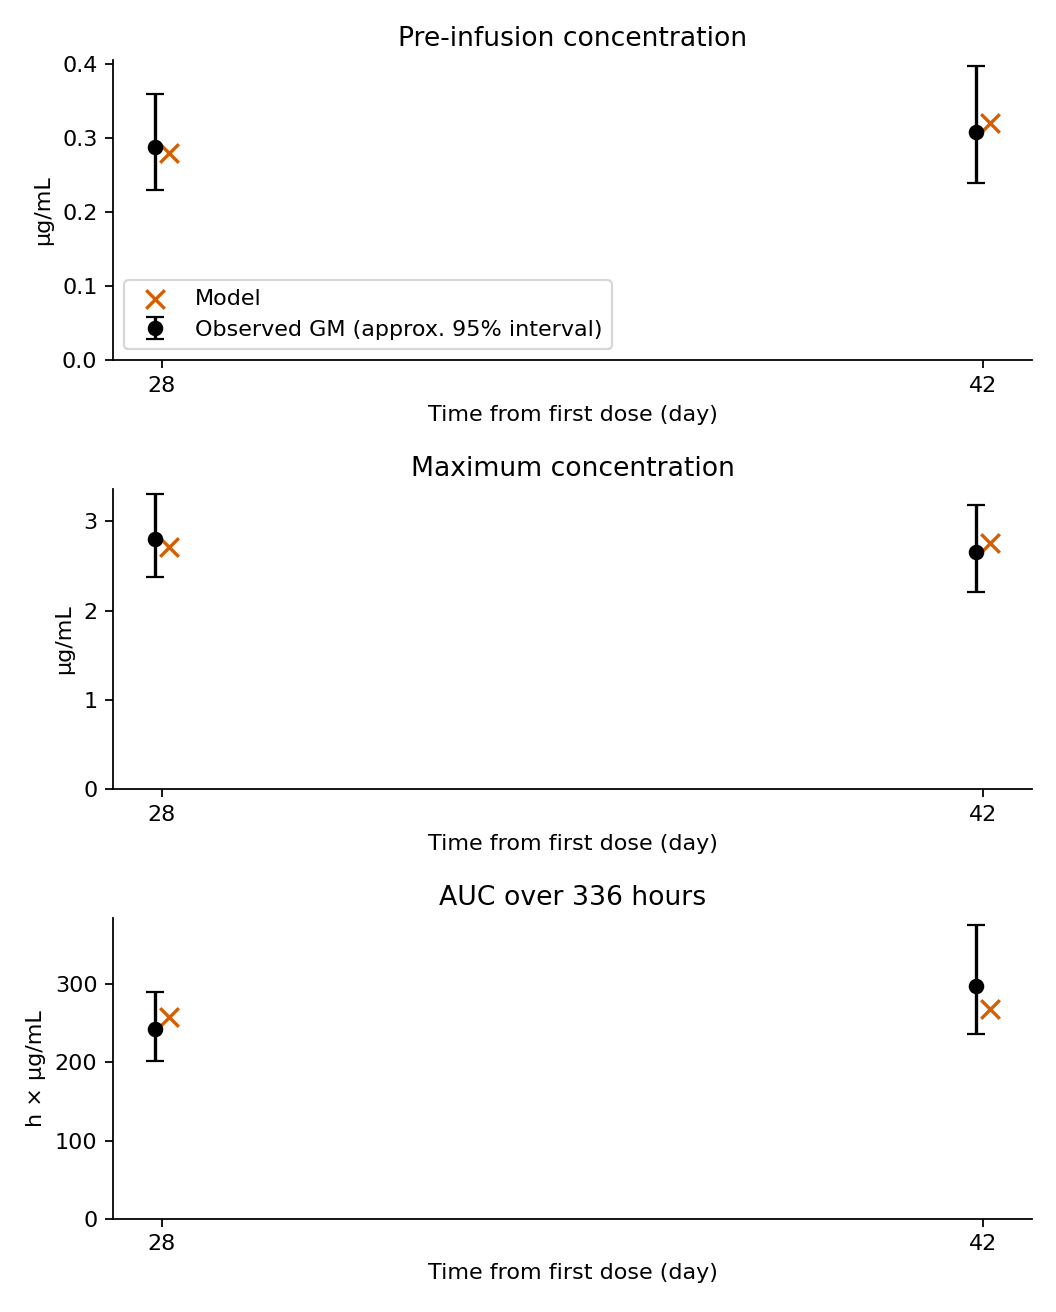 Pre-infusion concentration
0.4
0.3
0.2
0.1
0.0
µg/mL
Model
Observed GM (approx. 95% interval)
28
42
Time from first dose (day)
Maximum concentration
3
2
1
0
µg/mL
28
42
Time from first dose (day)
AUC over 336 hours
300
200
100
0
h × µg/mL
28
42
Time from first dose (day)